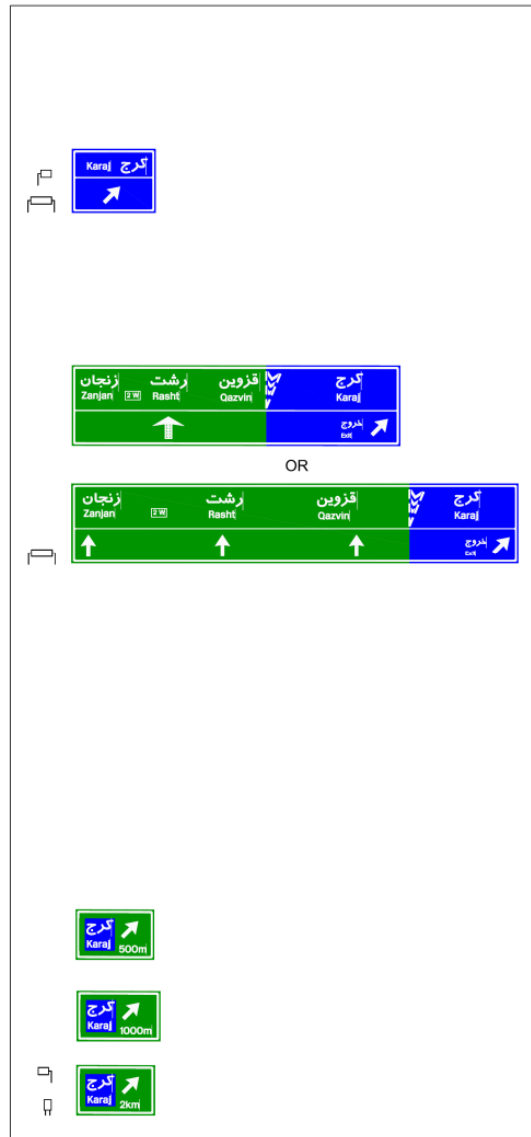 Karaj کرج
زنجان رشت قزوین کرج
Zanjan 2 W Rasht Qazvin Karaj
خروج
Exit
OR
زنجان رشت قزوین کرج
Zanjan 2 W Rasht Qazvin Karaj
خروج
Exit
کرج
Karaj 500m
کرج
Karaj 1000m
کرج
Karaj 2km